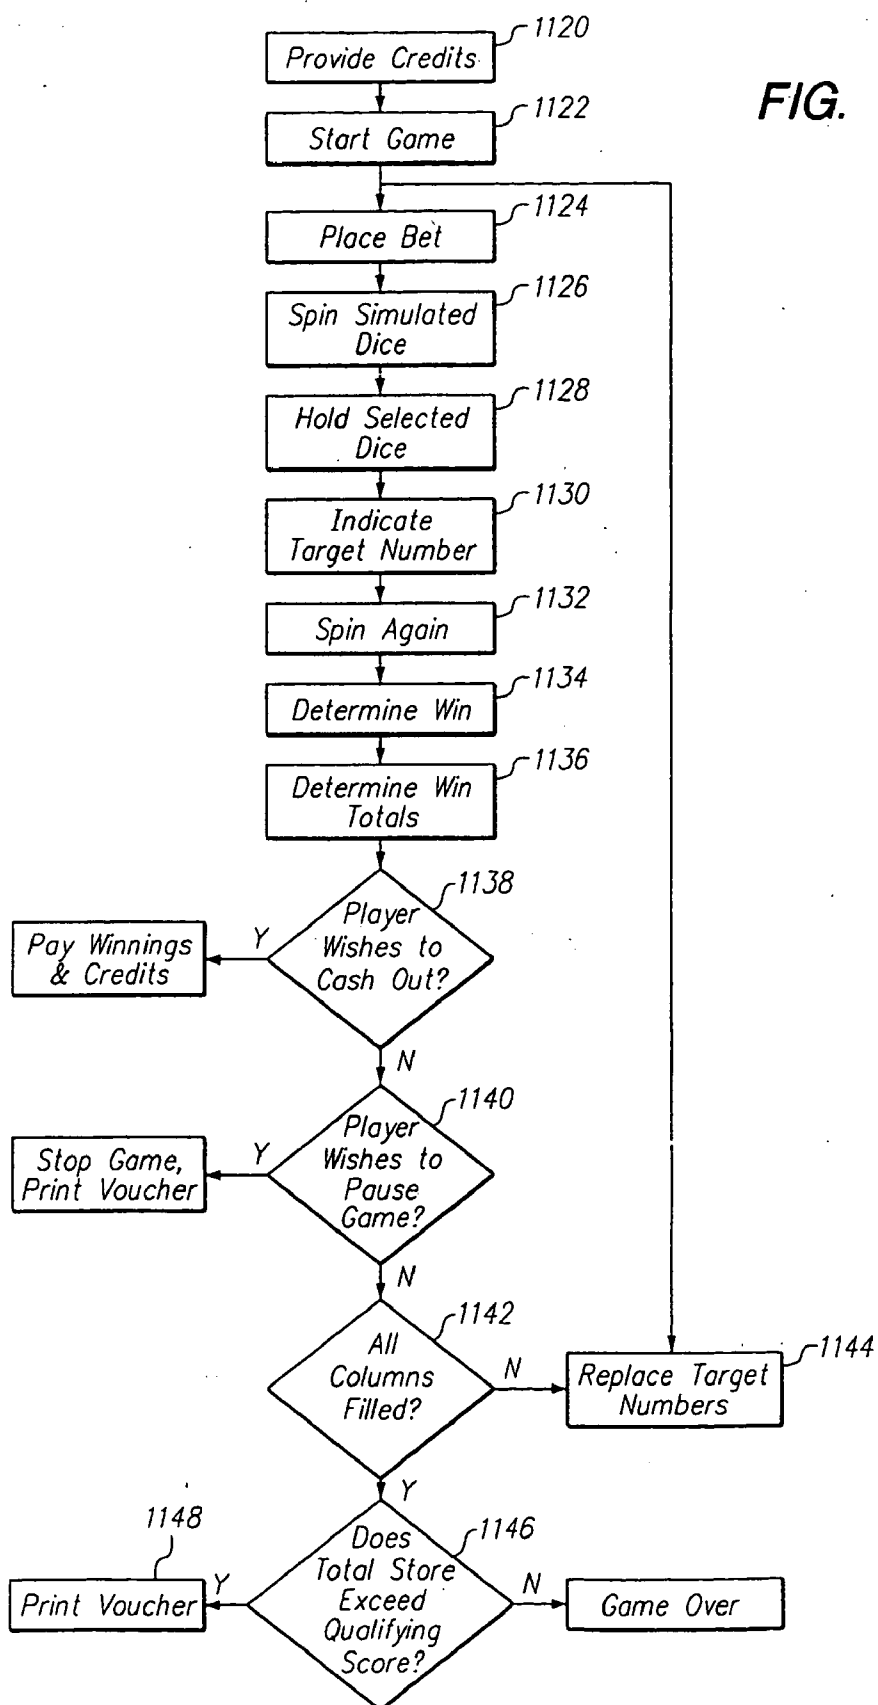 1120
Provide Credits
FIG.
1122
Start Game
1124
Place Bet
1126
Spin Simulated
Dice
1128
Hold Selected
Dice
1130
Indicate
Target Number
1132
Spin Again
1134
Determine Win
1136
Determine Win
Totals
1138
Player
Wishes to
Cash Out?
Y
Pay Winnings
& Credits
N
1140
Player
Wishes to
Pause
Game?
Y
Stop Game,
Print Voucher
N
1142
All
Columns
Filled?
N
1144
Replace Target
Numbers
Y
1146
Does
Total Store
Exceed
Qualifying
Score?
1148
Y
Print Voucher
N
Game Over